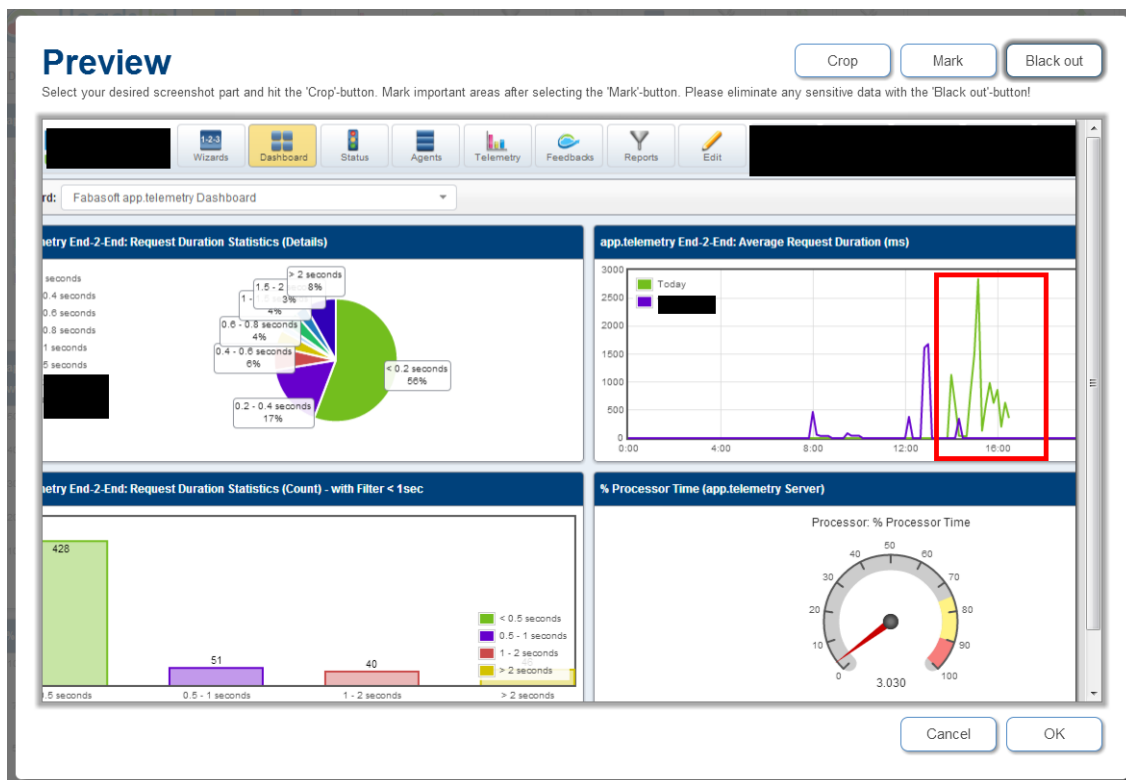 Preview
Crop
Mark
Black out
Select your desired screenshot part and hit the 'Crop'-button. Mark important areas after selecting the 'Mark'-button. Please eliminate any sensitive data with the 'Black out'-button!
1-2-3
Wizards
Dashboard
Status
Agents
Telemetry
Feedbacks
Reports
Edit
rd:
Fabasoft app.telemetry Dashboard
metry End-2-End: Request Duration Statistics (Details)
seconds
0.4 seconds
0.6 seconds
0.8 seconds
1 seconds
5 seconds
> 2 seconds
8%
1.5 - 2
3%
1 -
4%
0.6 - 0.8 seconds
4%
0.4 - 0.6 seconds
6%
0.2 - 0.4 seconds
17%
< 0.2 seconds
56%
app.telemetry End-2-End: Average Request Duration (ms)
3000
2500
2000
1500
1000
500
0
Today
0:00
4:00
8:00
12:00
16:00
metry End-2-End: Request Duration Statistics (Count) - with Filter < 1sec
428
51
40
< 0.5 seconds
0.5 - 1 seconds
1 - 2 seconds
> 2 seconds
.5 seconds
0.5 - 1 seconds
1 - 2 seconds
> 2 seconds
% Processor Time (app.telemetry Server)
Processor: % Processor Time
0
10
20
30
40
50
60
70
80
90
100
3.030
Cancel
OK